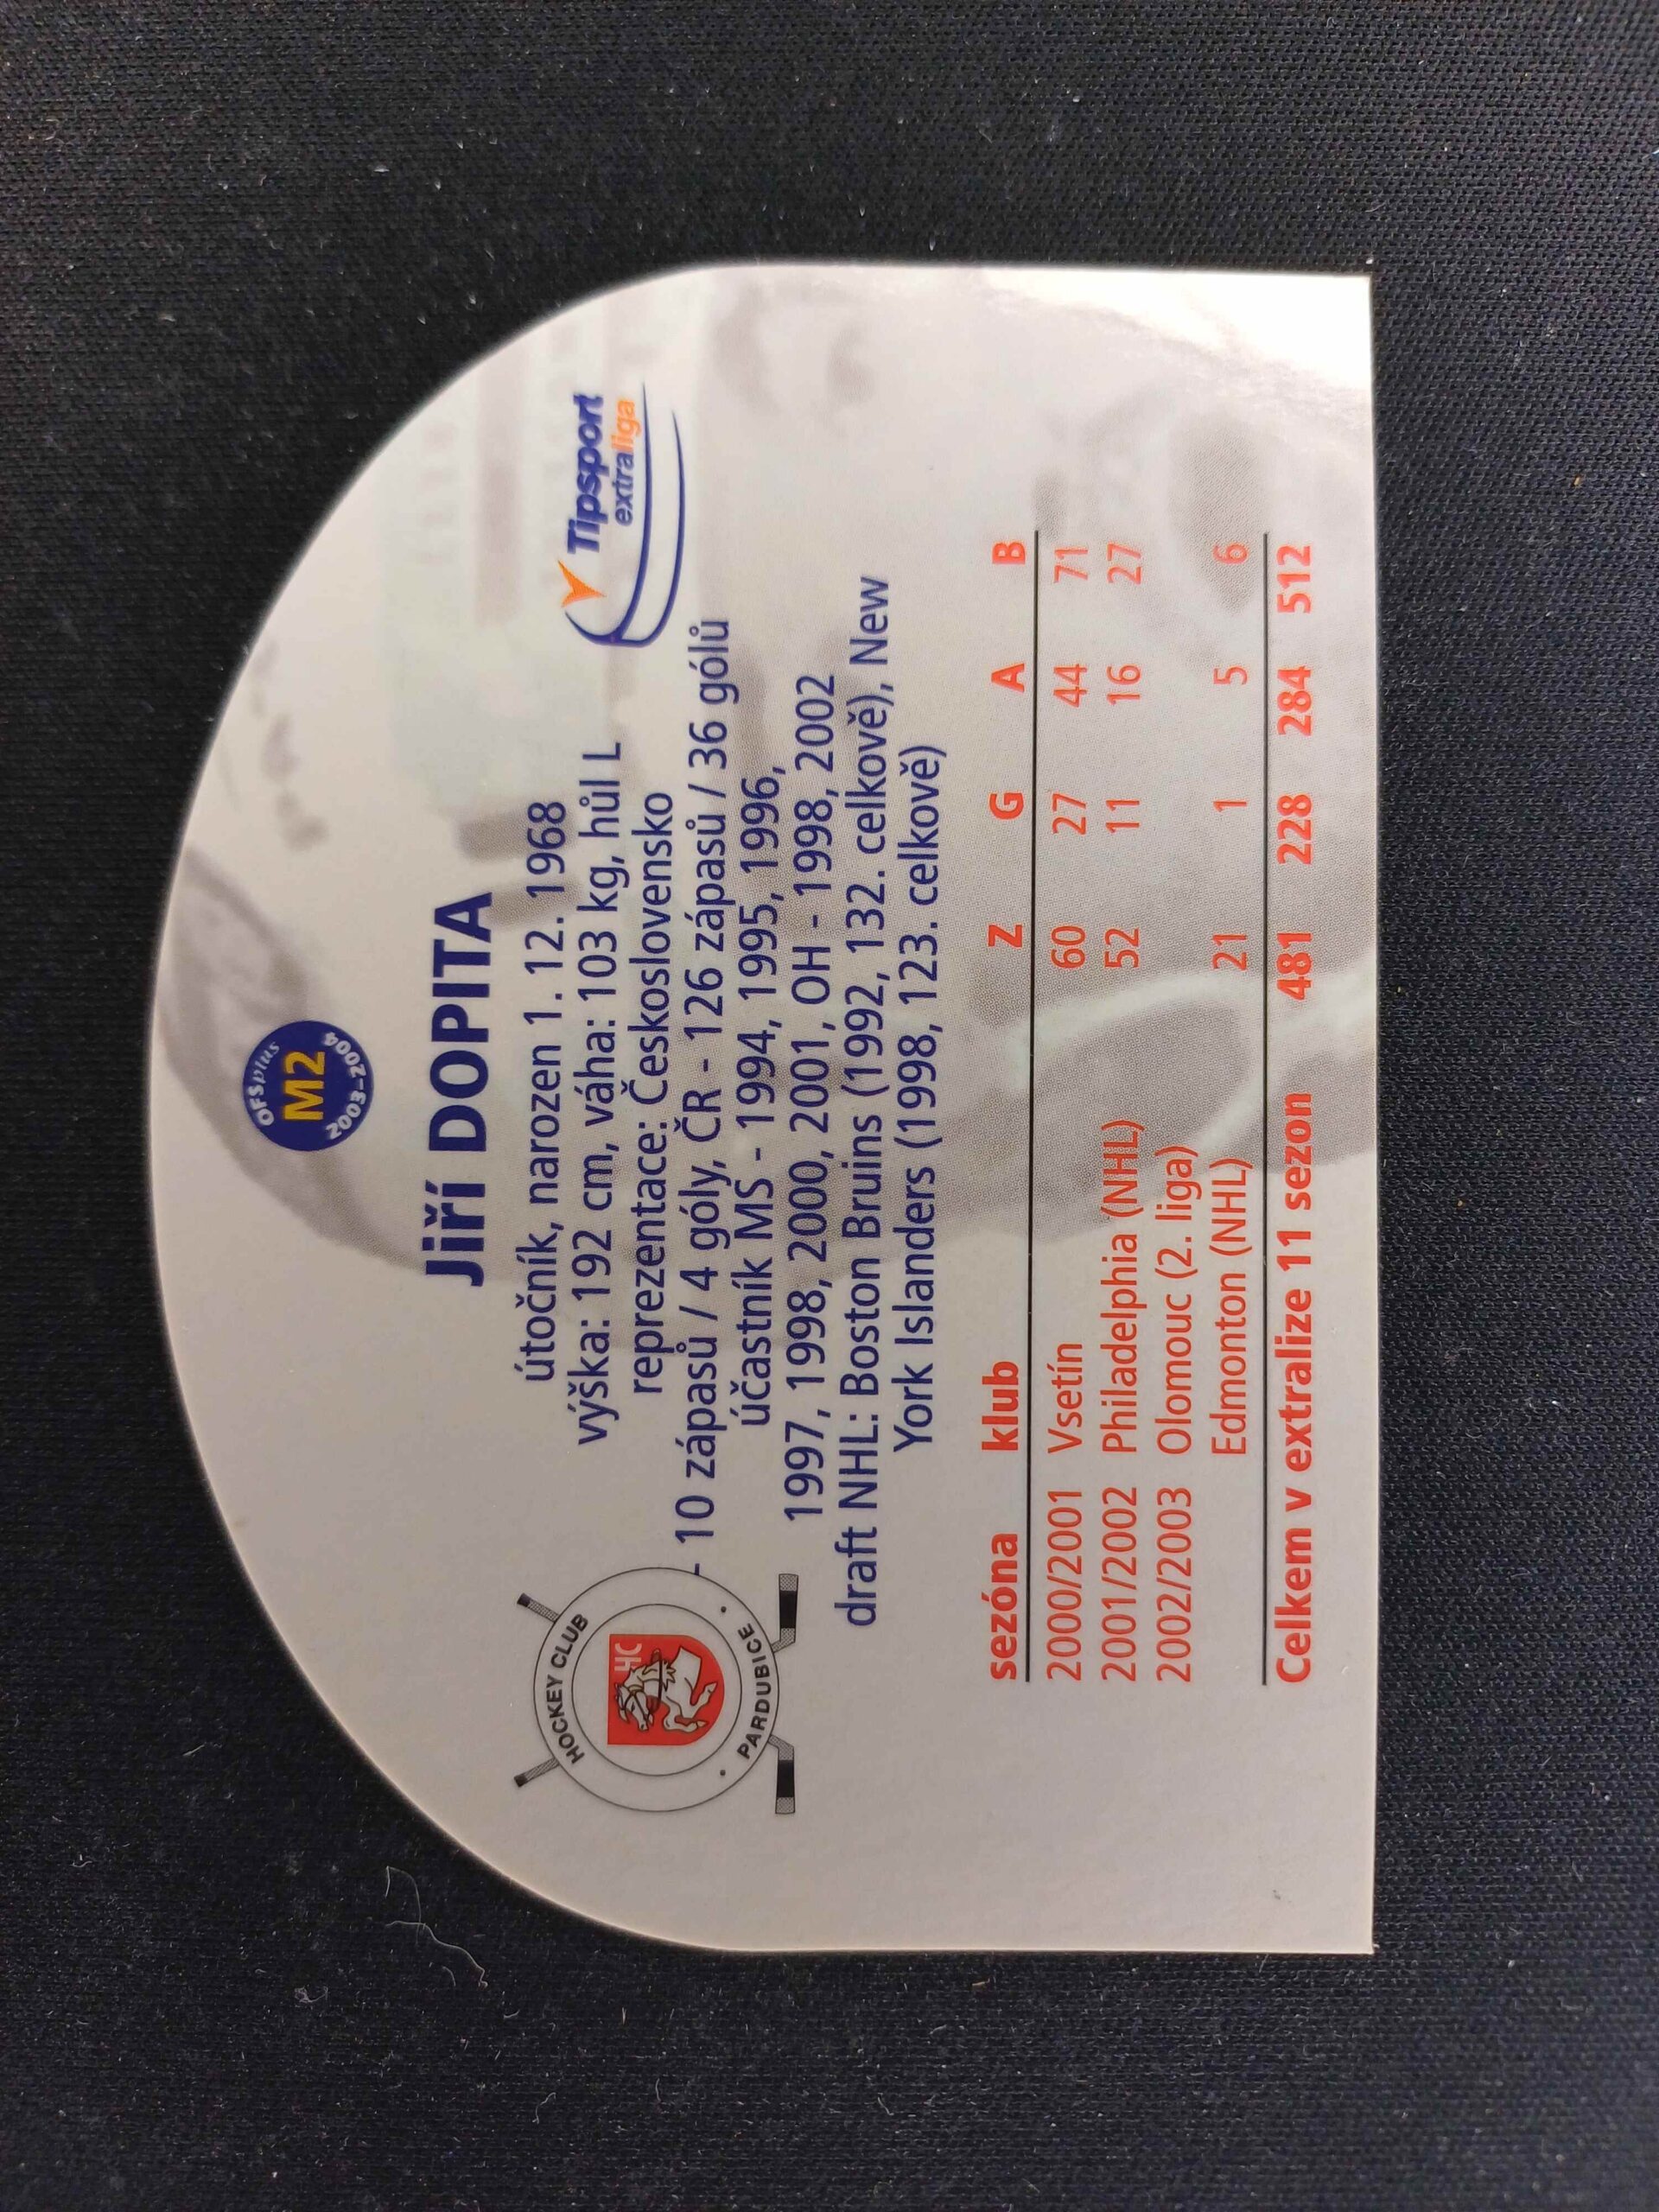 OFSplus
M2
2003-2004
Jiří DOPITA
útočník, narozen 1. 12. 1968
výška: 192 cm, váha: 103 kg, hůl L
reprezentace: Československo
- 10 zápasů / 4 góly, ČR - 126 zápasů / 36 gólů
účastník MS - 1994, 1995, 1996,
1997, 1998, 2000, 2001, OH - 1998, 2002
draft NHL: Boston Bruins (1992, 132. celkově), New
York Islanders (1998, 123. celkově)
HOCKEY CLUB
HC
PARDUBICE
Tipsport
extraliga
sezóna klub Z G A B
2000/2001 Vsetín 60 27 44 71
2001/2002 Philadelphia (NHL) 52 11 16 27
2002/2003 Olomouc (2. liga)
Edmonton (NHL) 21 1 5 6
Celkem v extralize 11 sezon 481 228 284 512